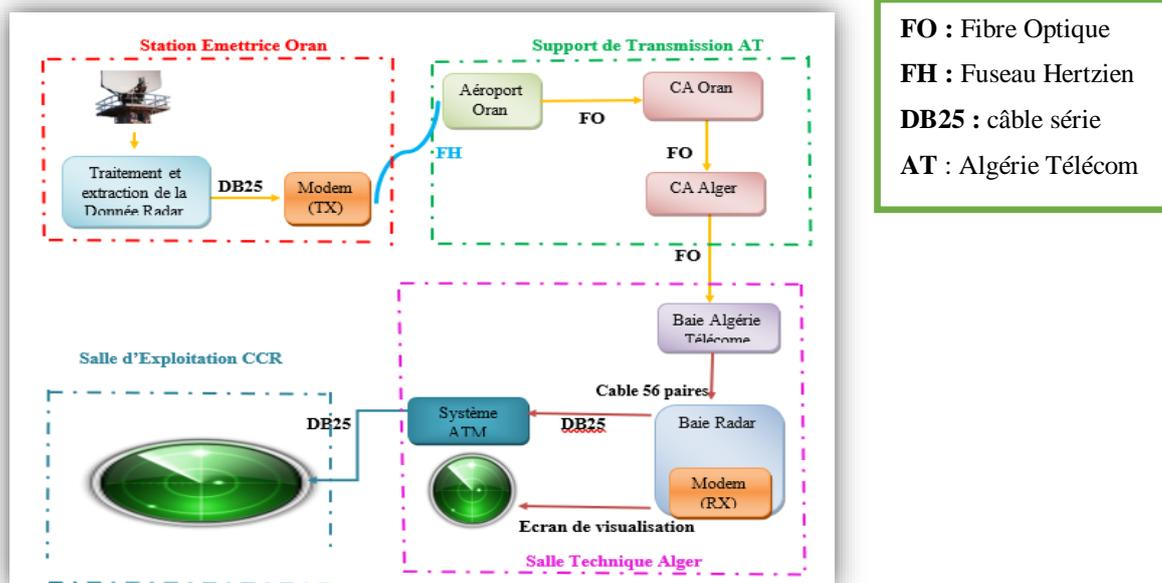 Station Emettrice Oran
Traitement et
extraction de la
Donnée Radar
DB25
Modem
(TX)
FH
Support de Transmission AT
Aéroport
Oran
FO
CA Oran
FO
CA Alger
FO
FO : Fibre Optique
FH : Fuseau Hertzien
DB25 : câble série
AT : Algérie Télécom
Baie Algérie
Télécome
Cable 56 paires
Baie Radar
Modem
(RX)
DB25
Système
ATM
Ecran de visualisation
Salle Technique Alger
Salle d’Exploitation CCR
DB25